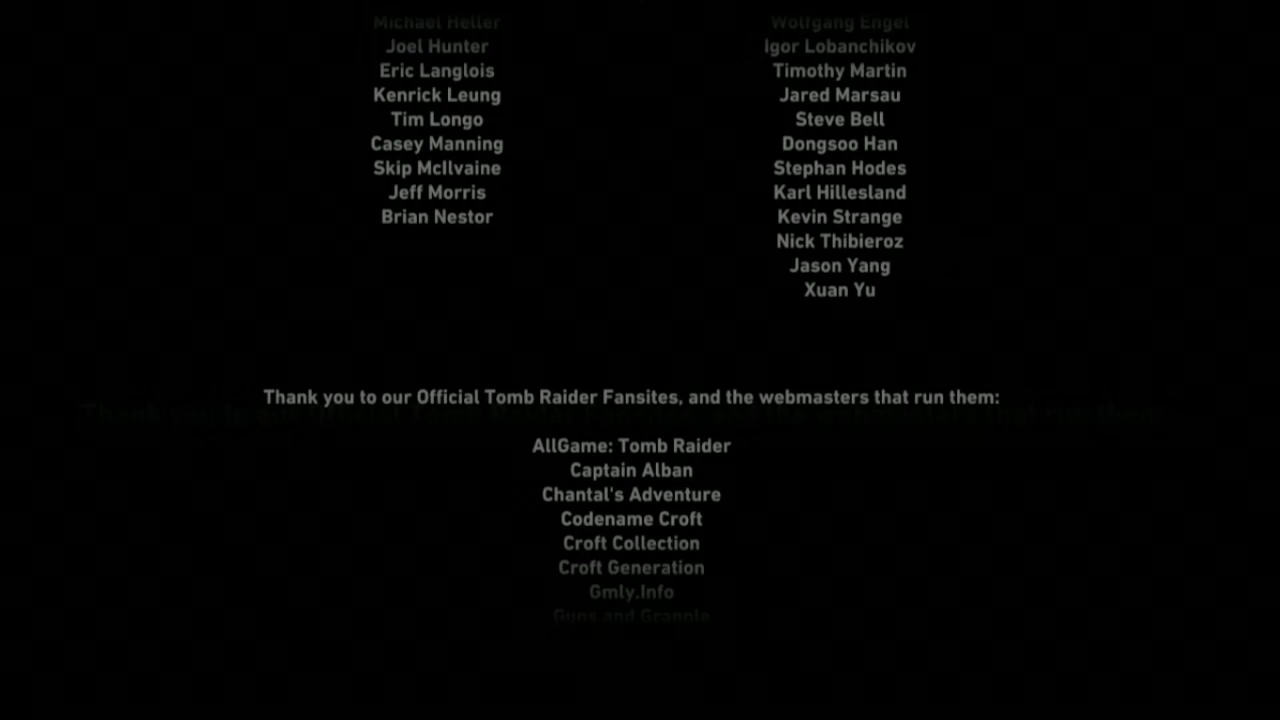 Michael Heller
Joel Hunter
Eric Langlois
Kenrick Leung
Tim Longo
Casey Manning
Skip McIlvaine
Jeff Morris
Brian Nestor
Wolfgang Engel
Igor Lobanchikov
Timothy Martin
Jared Marsau
Steve Bell
Dongsoo Han
Stephan Hodes
Karl Hillesland
Kevin Strange
Nick Thibieroz
Jason Yang
Xuan Yu
Thank you to our Official Tomb Raider Fansites, and the webmasters that run them:
AllGame: Tomb Raider
Captain Alban
Chantal's Adventure
Codename Croft
Croft Collection
Croft Generation
Gmly.Info
Guns and Grapple